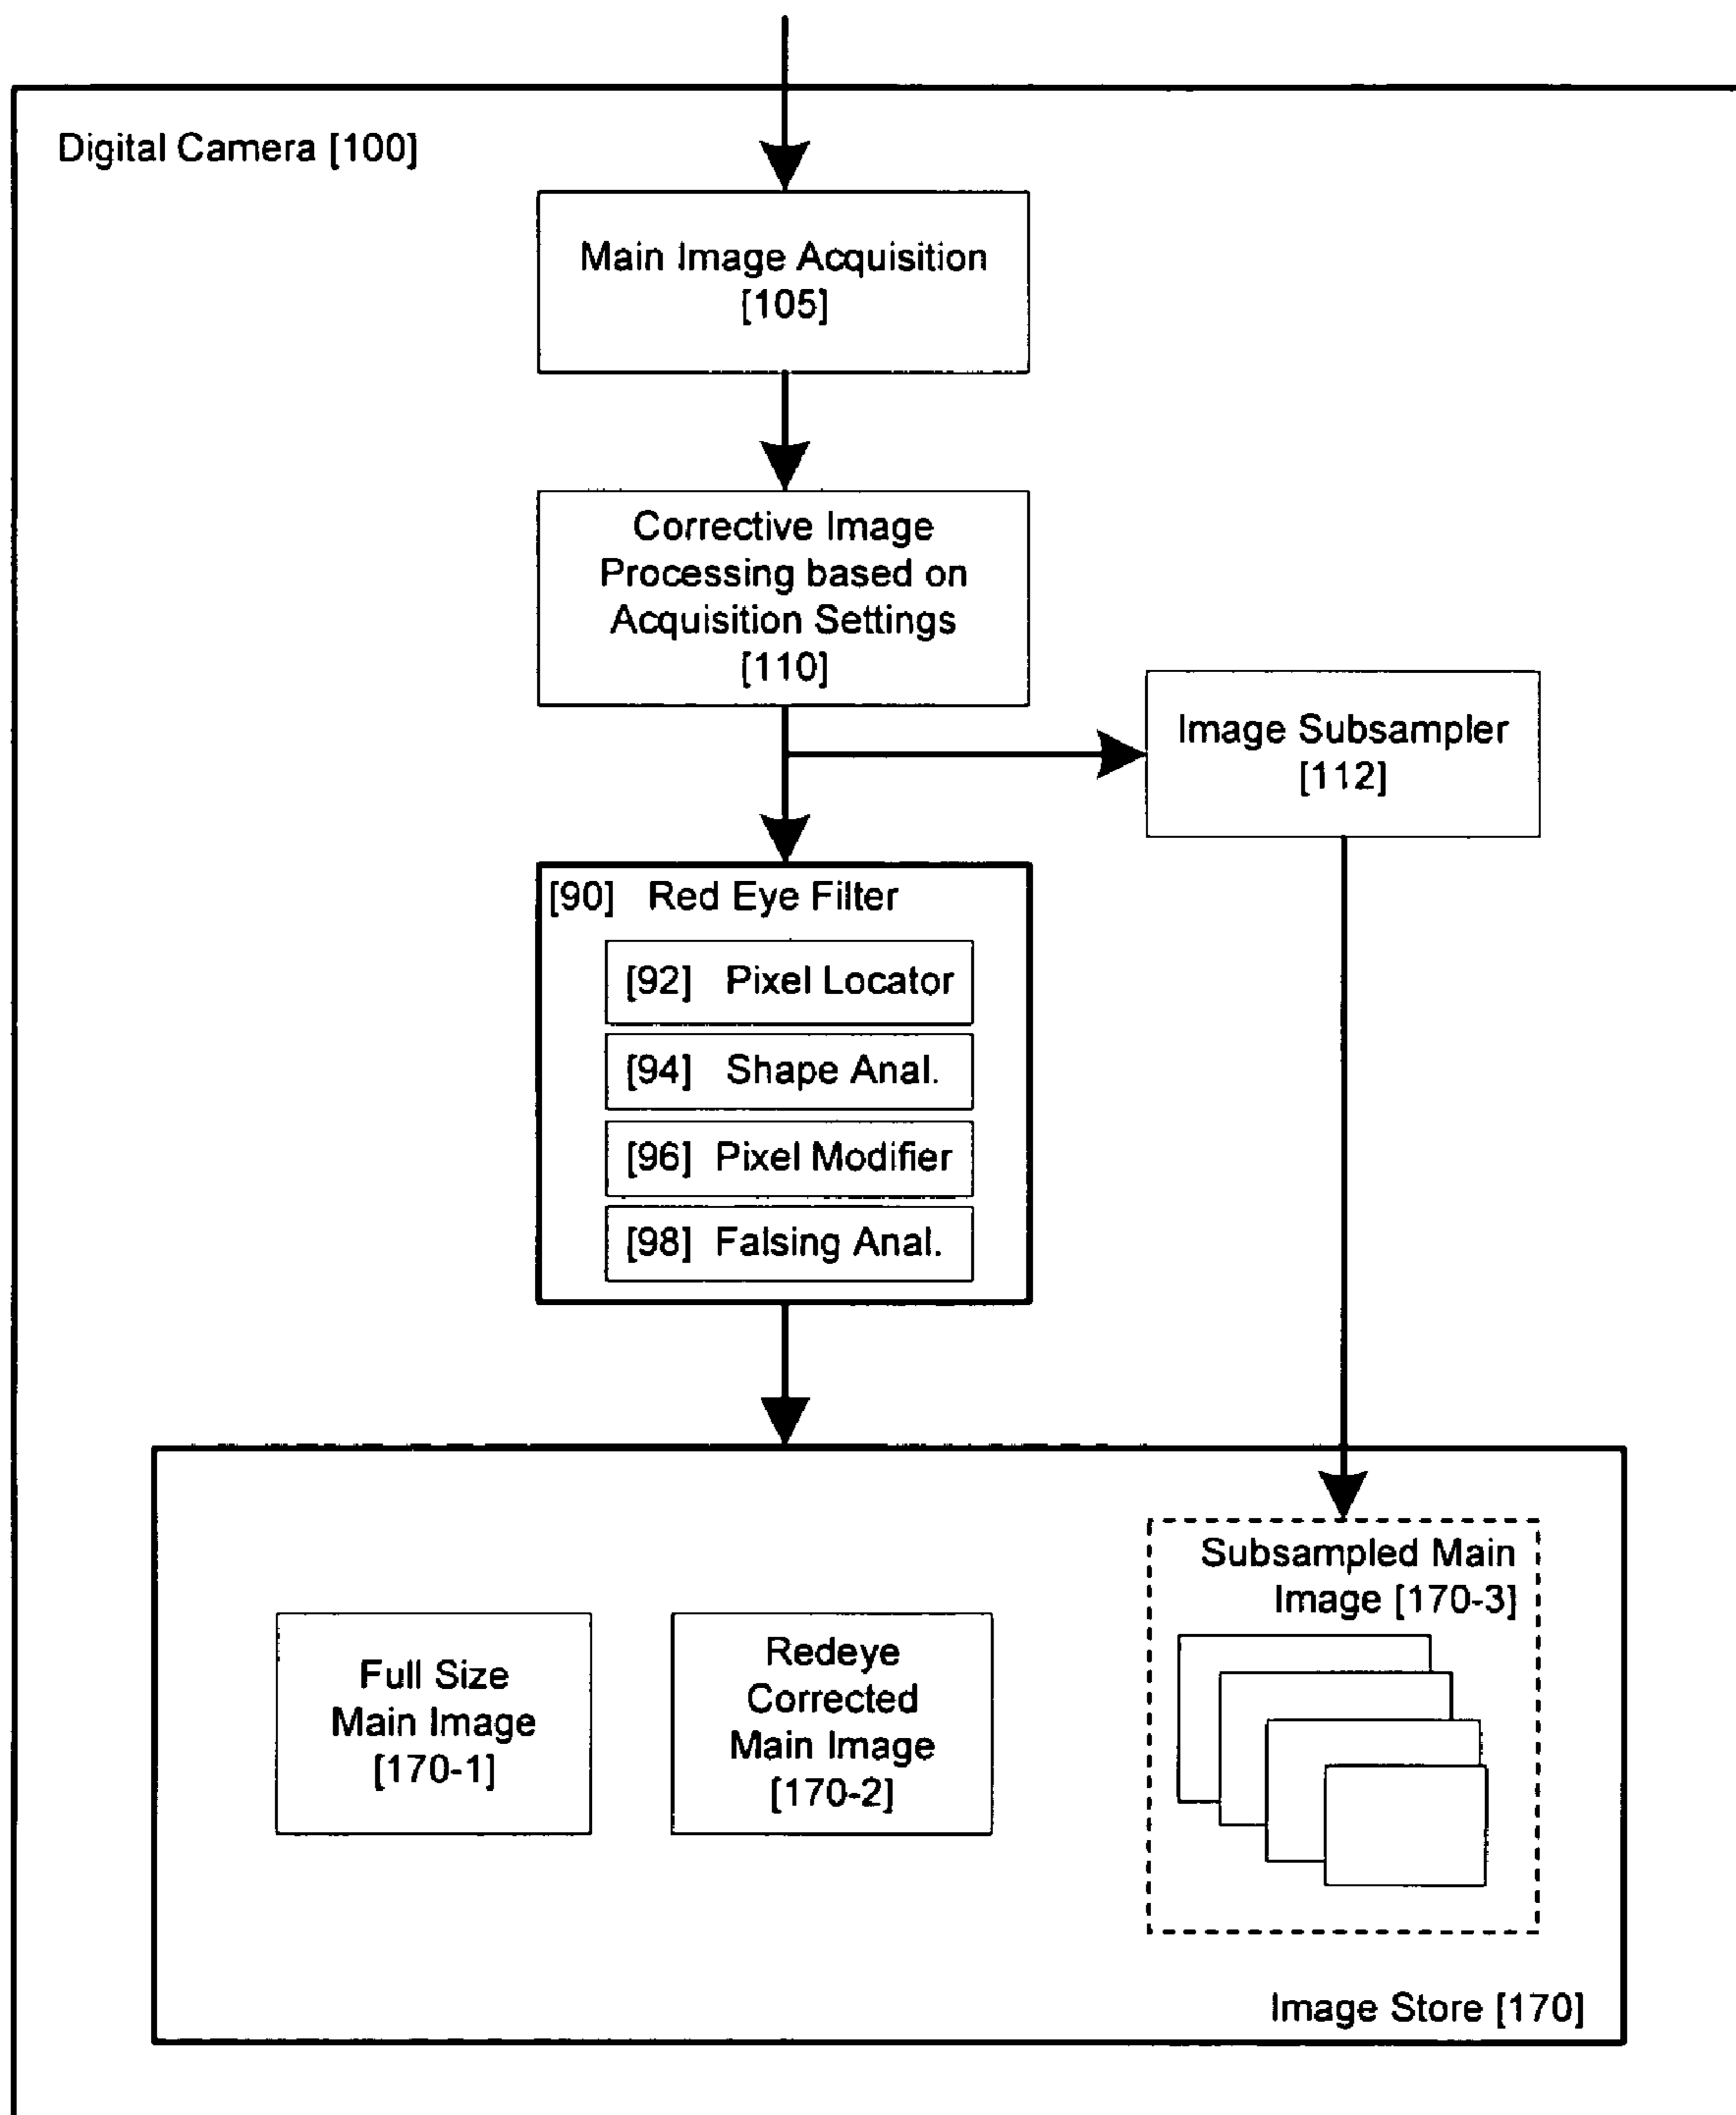 Digital Camera [100]
Main Image Acquisition
[105]
Corrective Image
Processing based on
Acquisition Settings
[110]
Image Subsampler
[112]
[90] Red Eye Filter
[92] Pixel Locator
[94] Shape Anal.
[96] Pixel Modifier
[98] Falsing Anal.
Subsampled Main
Image [170-3]
Full Size
Main Image
[170-1]
Redeye
Corrected
Main Image
[170-2]
Image Store [170]